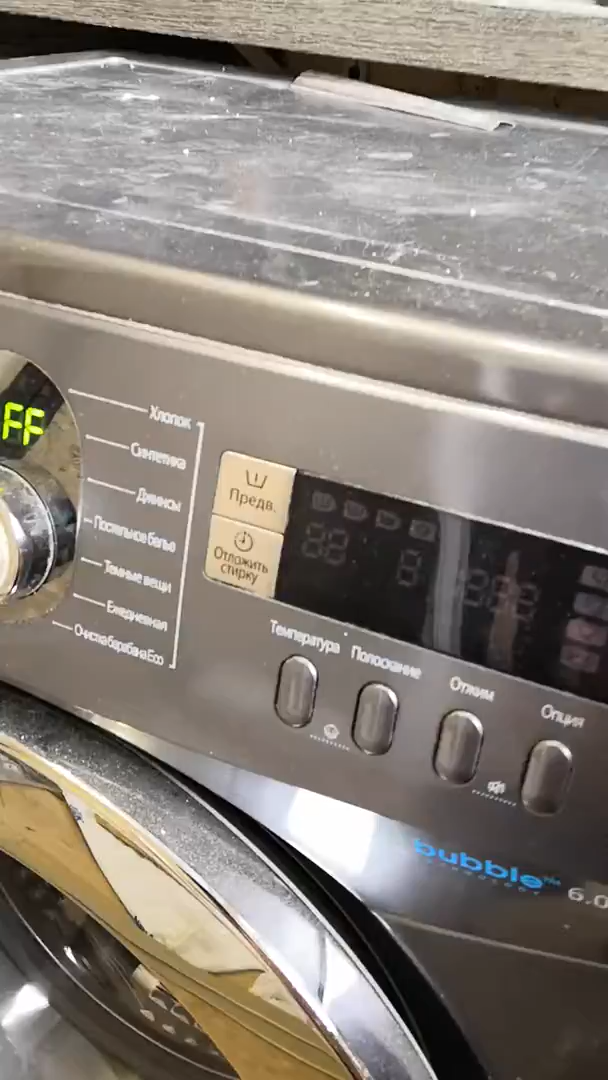 FF
Хлопок
Синтетика
Джинсы
Постельное белье
Темные вещи
Ежедневная
Очистка барабана Eco
Предв.
Отложить
стирку
Температура
Полоскание
Отжим
Опция
bubble
6.0